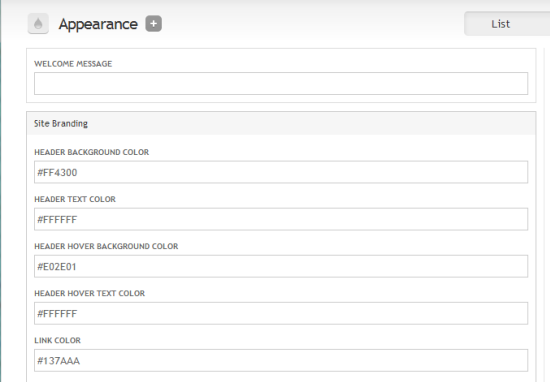 Appearance +
List
WELCOME MESSAGE
Site Branding
HEADER BACKGROUND COLOR
#FF4300
HEADER TEXT COLOR
#FFFFFF
HEADER HOVER BACKGROUND COLOR
#E02E01
HEADER HOVER TEXT COLOR
#FFFFFF
LINK COLOR
#137AAA